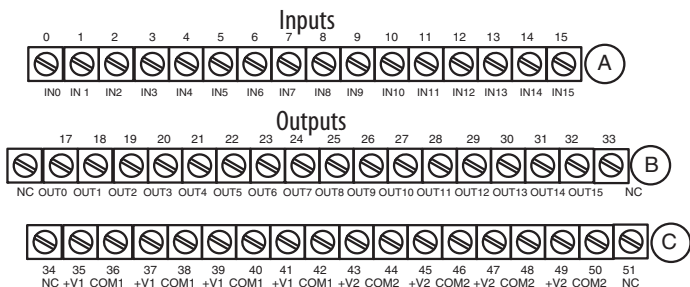 Inputs
0 1 2 3 4 5 6 7 8 9 10 11 12 13 14 15
A
IN0 IN 1 IN2 IN3 IN4 IN5 IN6 IN7 IN8 IN9 IN10 IN11 IN12 IN13 IN14 IN15
Outputs
17 18 19 20 21 22 23 24 25 26 27 28 29 30 31 32 33
B
NC OUT0 OUT1 OUT2 OUT3 OUT4 OUT5 OUT6 OUT7 OUT8 OUT9 OUT10 OUT11 OUT12 OUT13 OUT14 OUT15 NC
C
34 35 36 37 38 39 40 41 42 43 44 45 46 47 48 49 50 51
NC +V1 COM1 +V1 COM1 +V1 COM1 +V1 COM1 +V2 COM2 +V2 COM2 +V2 COM2 +V2 COM2 NC